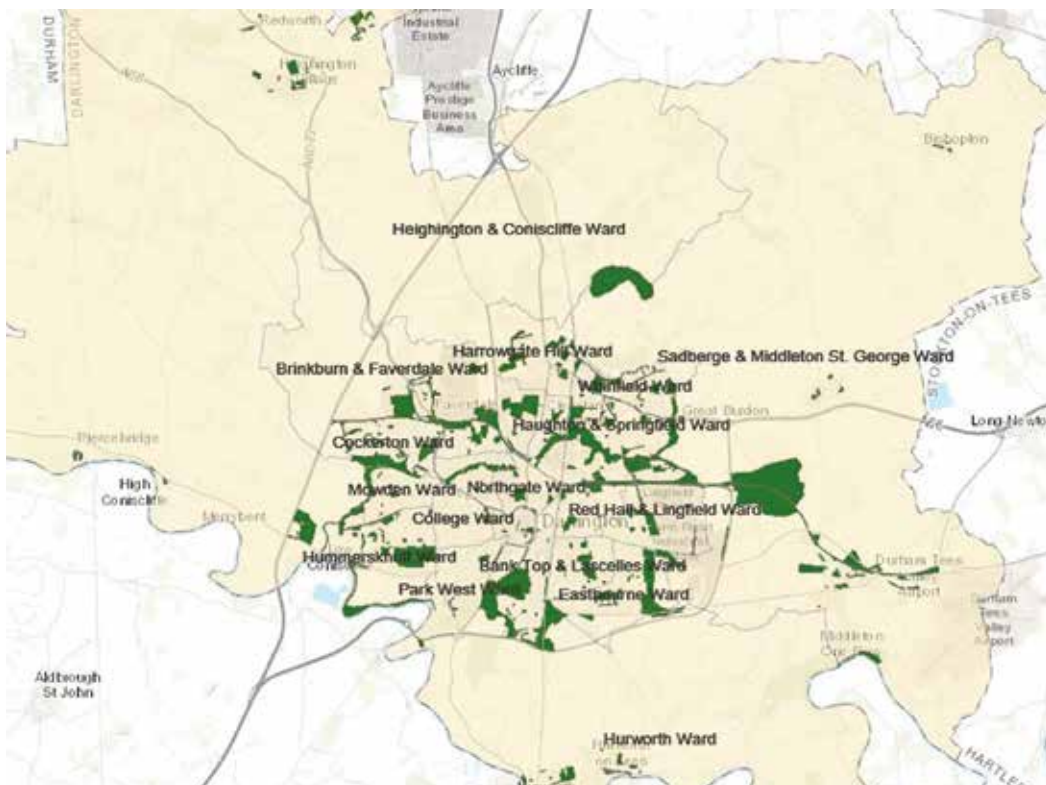 Industrial
Estate
Redworth
DURHAM
DARLINGTON
Aycliffe
Aycliffe
Prestige
Business
Area
Bishopton
Heighington & Coniscliffe Ward
STOCKTON-ON-TEES
Harrowgate Hill Ward
Sadberge & Middleton St. George Ward
Brinkburn & Faverdale Ward
Whinfield Ward
Great Burdon
A66
Long Newto
Haughton & Springfield Ward
Cockerton Ward
Piercebridge
High
Coniscliffe
Mowden Ward
Northgate Ward
Merrybent
College Ward
Darlington
Red Hall & Lingfield Ward
Hummersknott Ward
Bank Top & Lascelles Ward
Durham Tees
Valley
Airport
Park West Ward
Eastbourne Ward
Durham
Tees
Valley
Airport
Middleton
One Row
Aldbrough
St John
Hurworth Ward
HARTLE